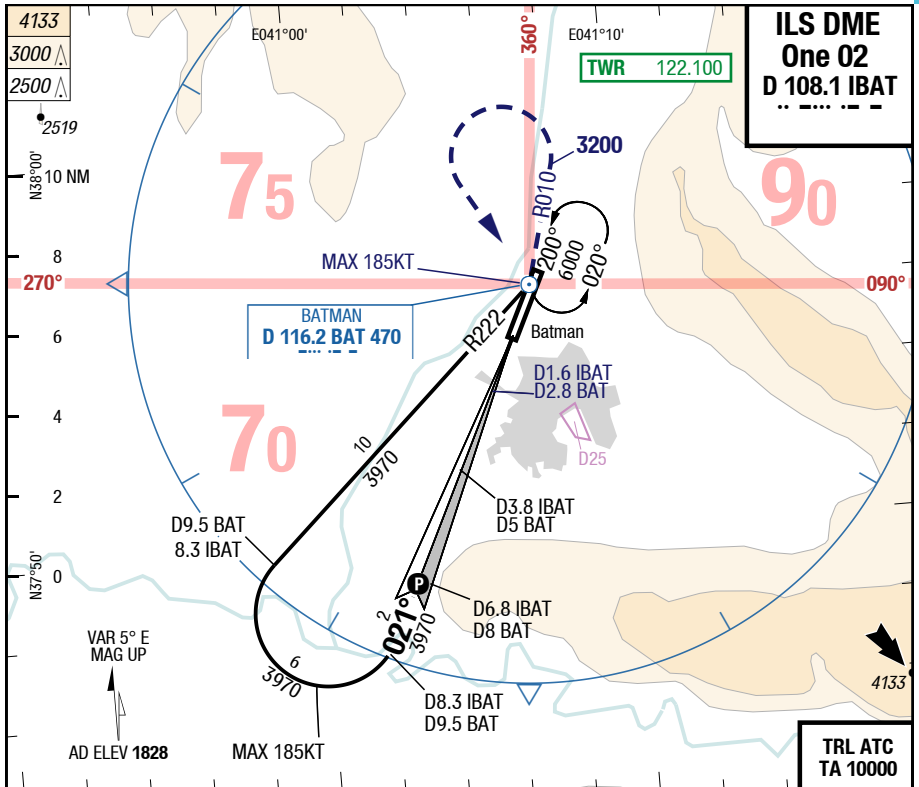 4133
3000
2500
2519
E041°00'
360°
E041°10'
TWR 122.100
ILS DME
One 02
D 108.1 IBAT
N38°00'
10 NM
75
90
3200
R010
200°
6000
020°
8
MAX 185KT
270°
090°
BATMAN
D 116.2 BAT 470
R222
Batman
6
D1.6 IBAT
D2.8 BAT
4
70
10
3970
D25
2
D3.8 IBAT
D5 BAT
D9.5 BAT
8.3 IBAT
N37°50'
0
P
D6.8 IBAT
D8 BAT
2
021°
3970
VAR 5° E
MAG UP
6
3970
4133
D8.3 IBAT
D9.5 BAT
AD ELEV 1828
MAX 185KT
TRL ATC
TA 10000